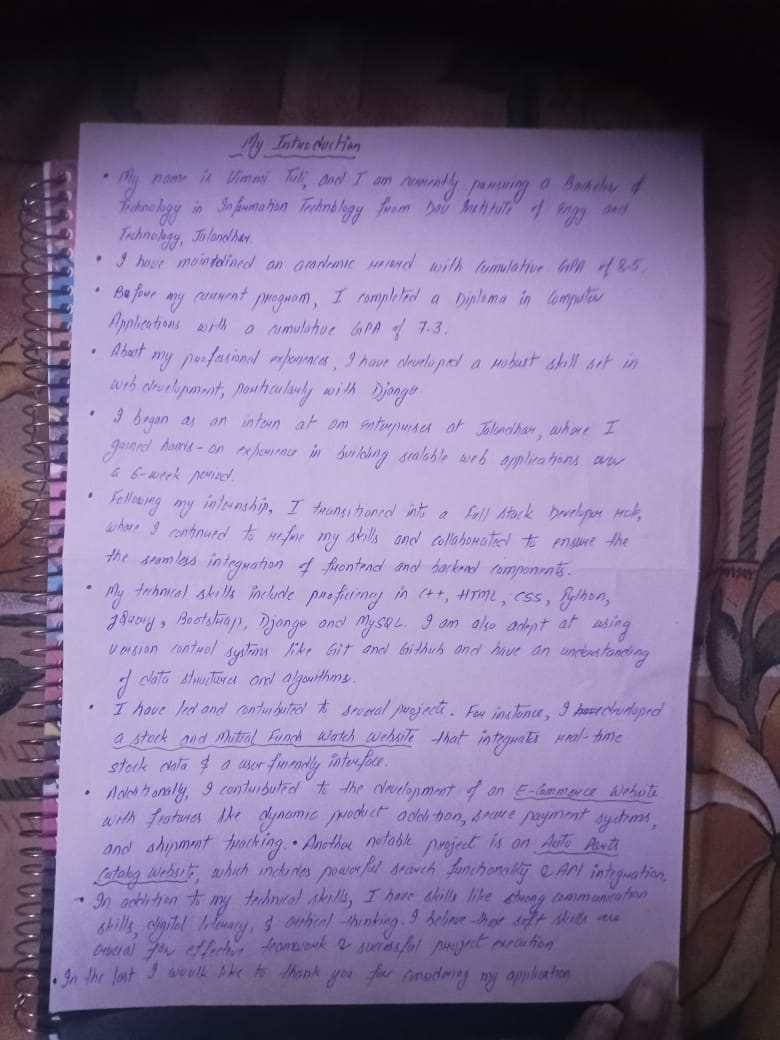 My Introduction
• My name is Vimmi Tuli, and I am currently pursuing a Bachelor of
Technology in Information Technology from Dav Institute of Engg and
Technology, Jalandhar
• I have maintained an academic record with Cumulative GPA of 8.5.
• Before my current program, I completed a Diploma in Computer
Applications with a cumulative GPA of 7.3.
• About my professional experiences, I have developed a robust skill set in
web development, particularly with Django
• I began as an intern at Om Enterprises at Jalandhar, where I
gained hands-on experience in building scalable web applications over
a 6-week period.
• Following my internship, I transitioned into a Full Stack Developer role,
where I continued to refine my skills and collaborated to ensure the
the seamless integration of frontend and backend components.
• My technical skills include proficiency in C++, HTML, CSS, Python,
jQuery, Bootstrap, Django and MySQL. I am also adept at using
version control systems like Git and Github and have an understanding
of data structures and algorithms.
• I have led and contributed to several projects. For instance, I have developed
a stock and Mutual Funds Watch Website that integrates real-time
stock data & a user friendly interface.
• Additionally, I contributed to the development of an E-Commerce Website
with features like dynamic product addition, secure payment systems,
and shipment tracking. • Another notable project is an Auto Parts
Catalog Website, which includes powerful search functionality & API integration.
• In addition to my technical skills, I have skills like strong communication
skills, digital literacy, & critical thinking. I believe these soft skills are
crucial for effective teamwork & successful project execution
• In the last I would like to thank you for considering my application